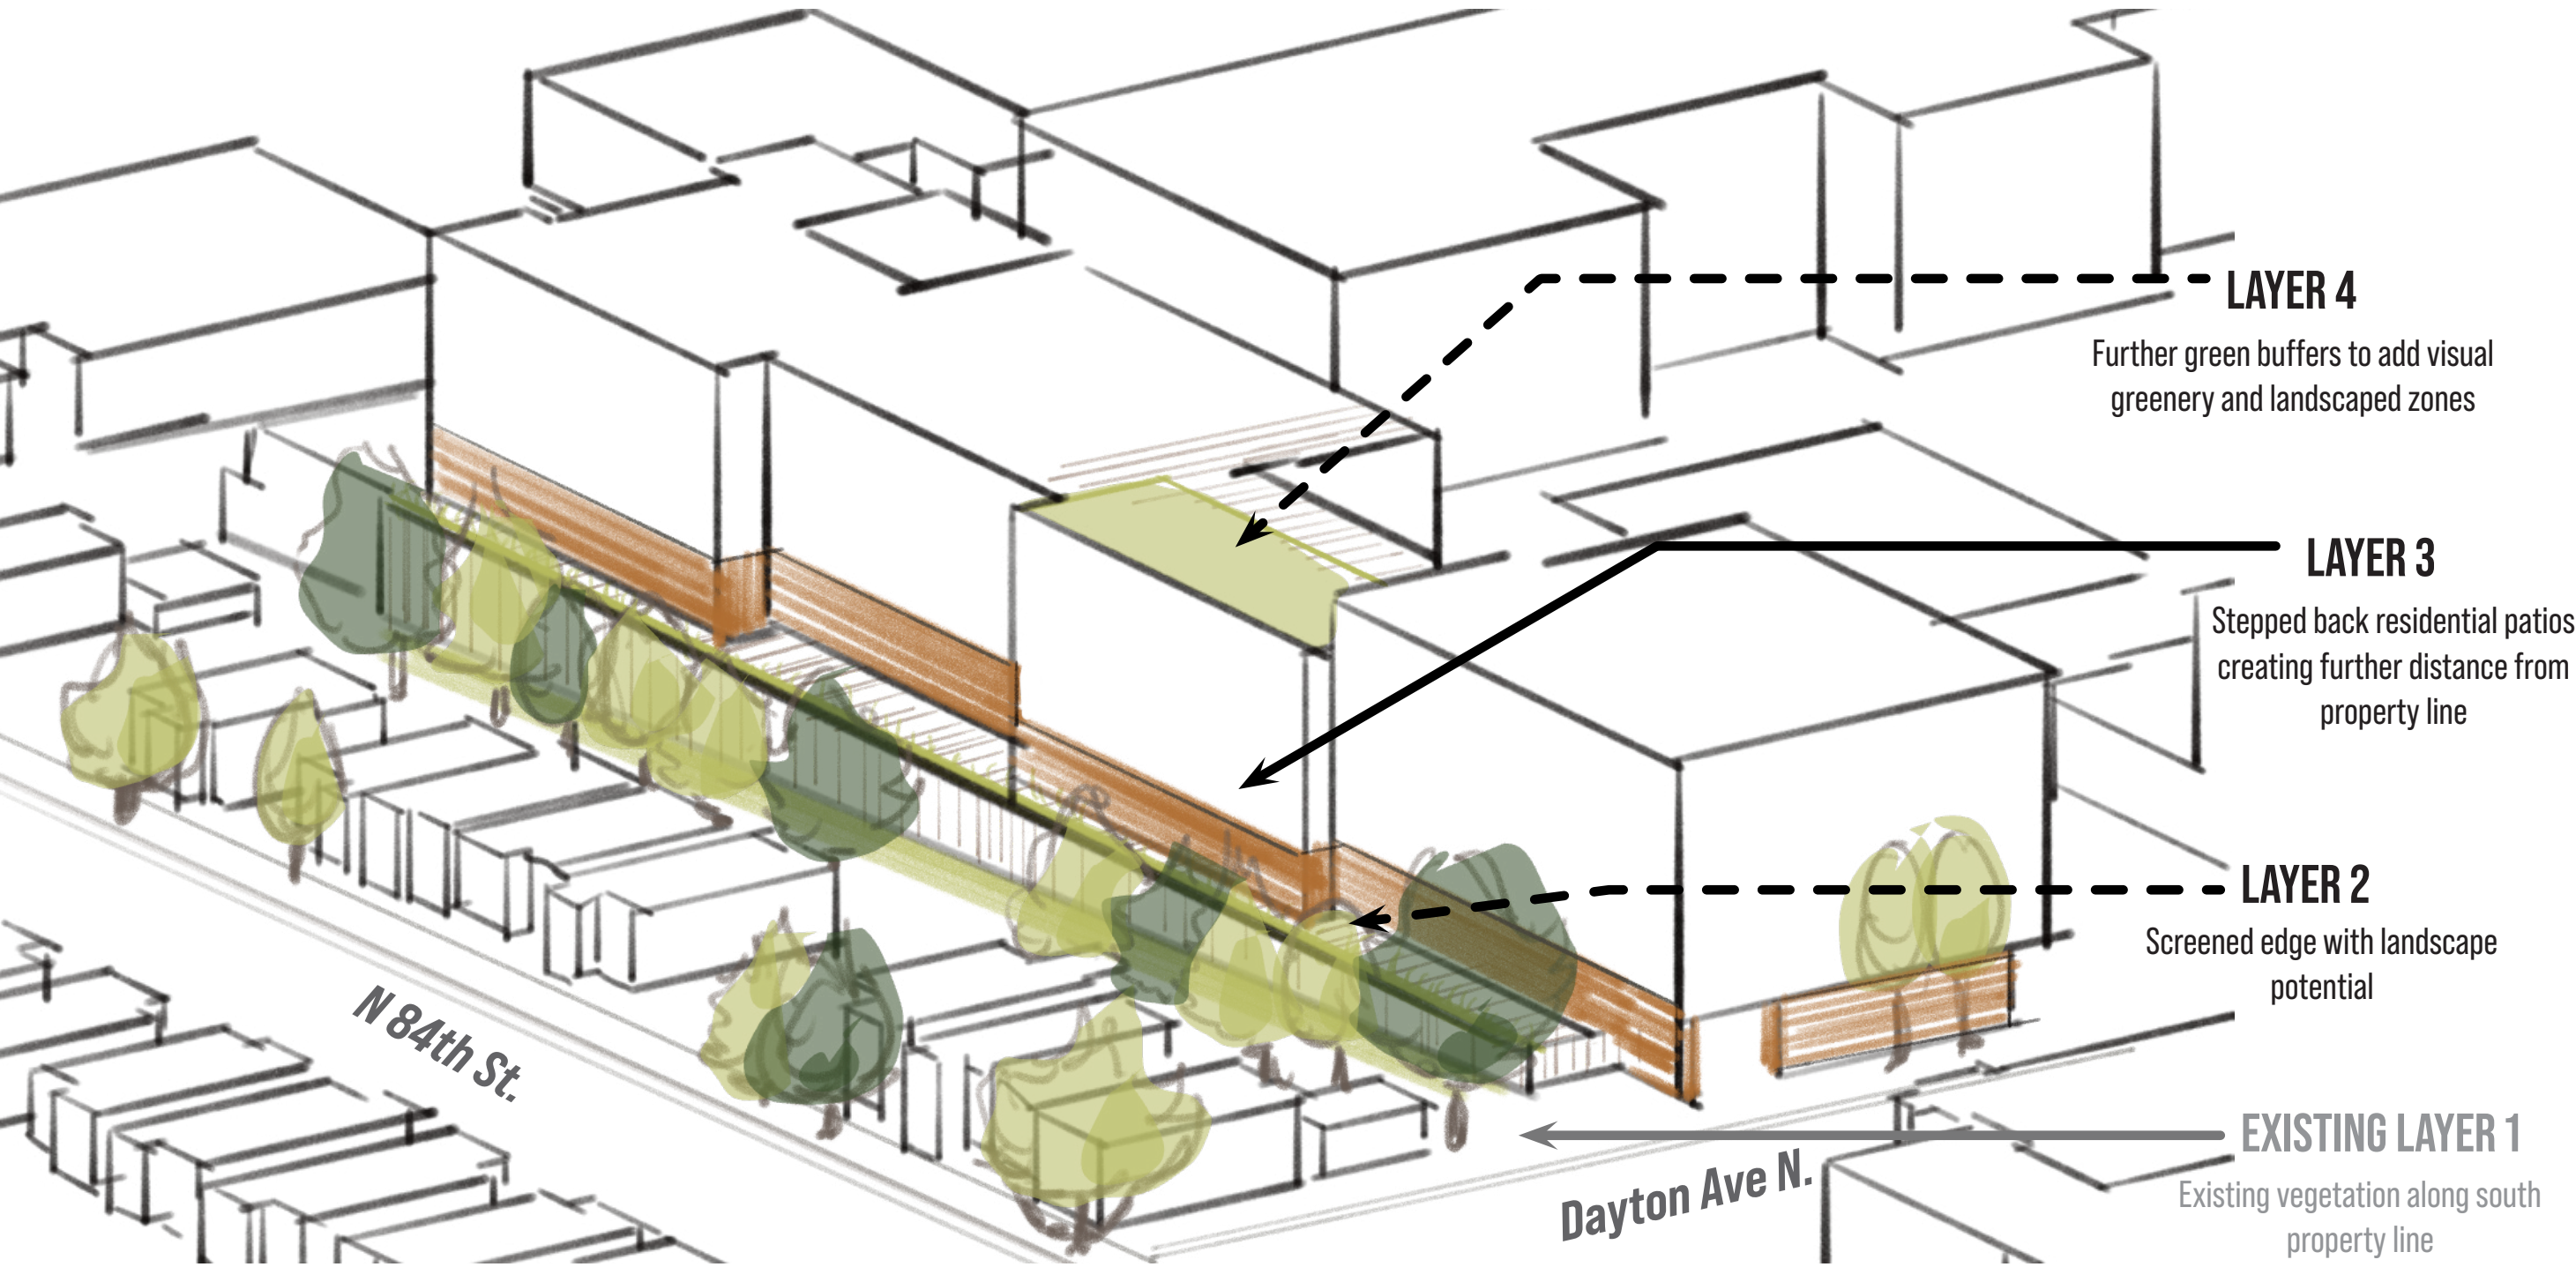 LAYER 4
Further green buffers to add visual
greenery and landscaped zones
LAYER 3
Stepped back residential patios
creating further distance from
property line
LAYER 2
Screened edge with landscape
potential
N 84th St.
EXISTING LAYER 1
Existing vegetation along south
property line
Dayton Ave N.